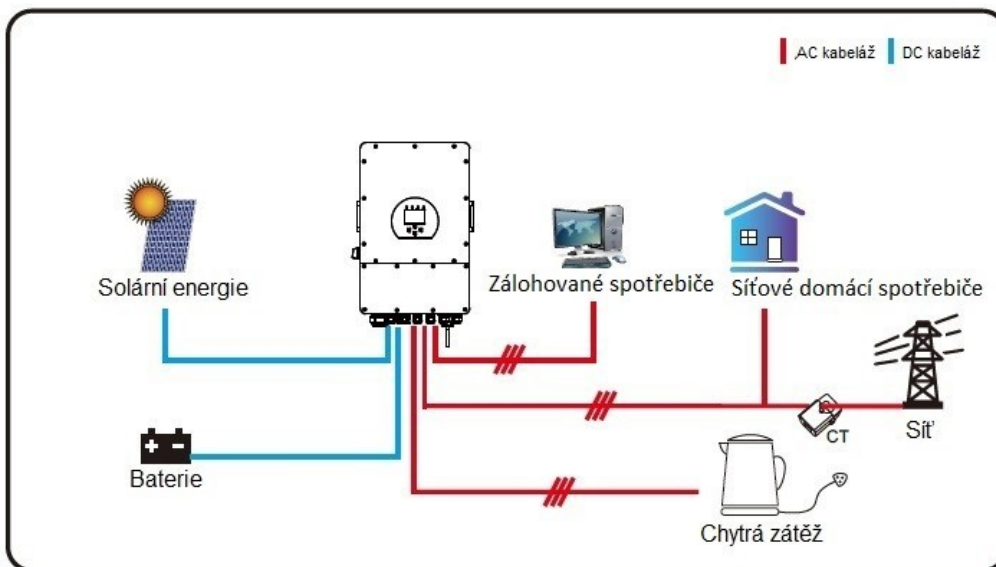 AC kabeláž
DC kabeláž
Solární energie
Zálohované spotřebiče
Síťové domácí spotřebiče
CT
Síť
Baterie
Chytrá zátěž